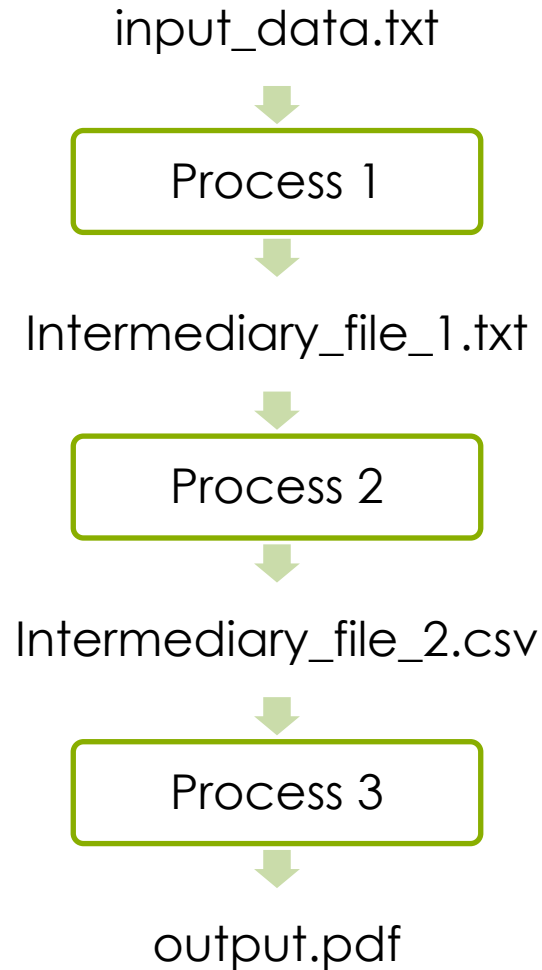 input_data.txt
Process 1
Intermediary_file_1.txt
Process 2
Intermediary_file_2.csv
Process 3
output.pdf